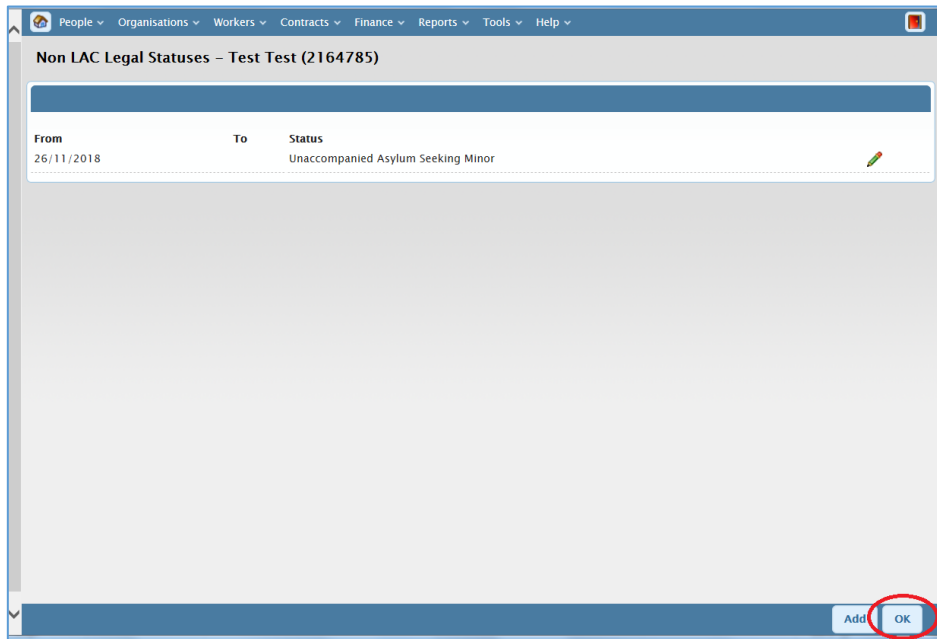 People Organisations Workers Contracts Finance Reports Tools Help
Non LAC Legal Statuses – Test Test (2164785)
From To Status
26/11/2018 Unaccompanied Asylum Seeking Minor
Add OK